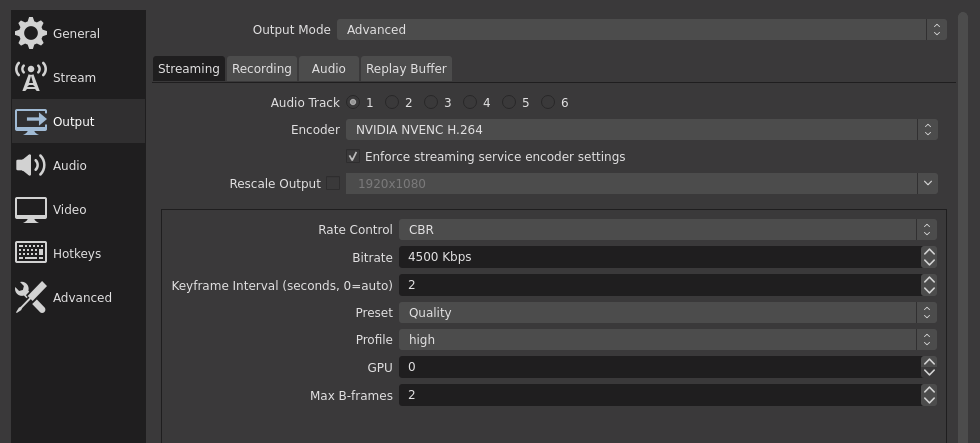 General
Stream
Output
Audio
Video
Hotkeys
Advanced
Output Mode Advanced
Streaming Recording Audio Replay Buffer
Audio Track 1 2 3 4 5 6
Encoder NVIDIA NVENC H.264
Enforce streaming service encoder settings
Rescale Output 1920x1080
Rate Control CBR
Bitrate 4500 Kbps
Keyframe Interval (seconds, 0=auto) 2
Preset Quality
Profile high
GPU 0
Max B-frames 2